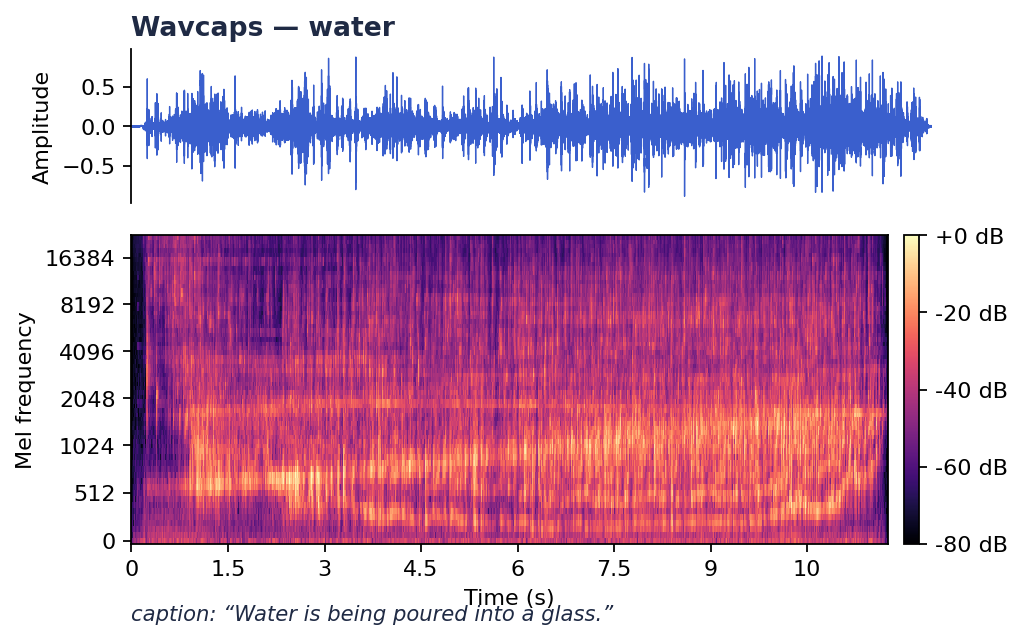 Wavcaps — water
Amplitude
0.5
0.0
−0.5
Mel frequency
16384
8192
4096
2048
1024
512
0
+0 dB
-20 dB
-40 dB
-60 dB
-80 dB
0 1.5 3 4.5 6 7.5 9 10
Time (s)
caption: “Water is being poured into a glass.”